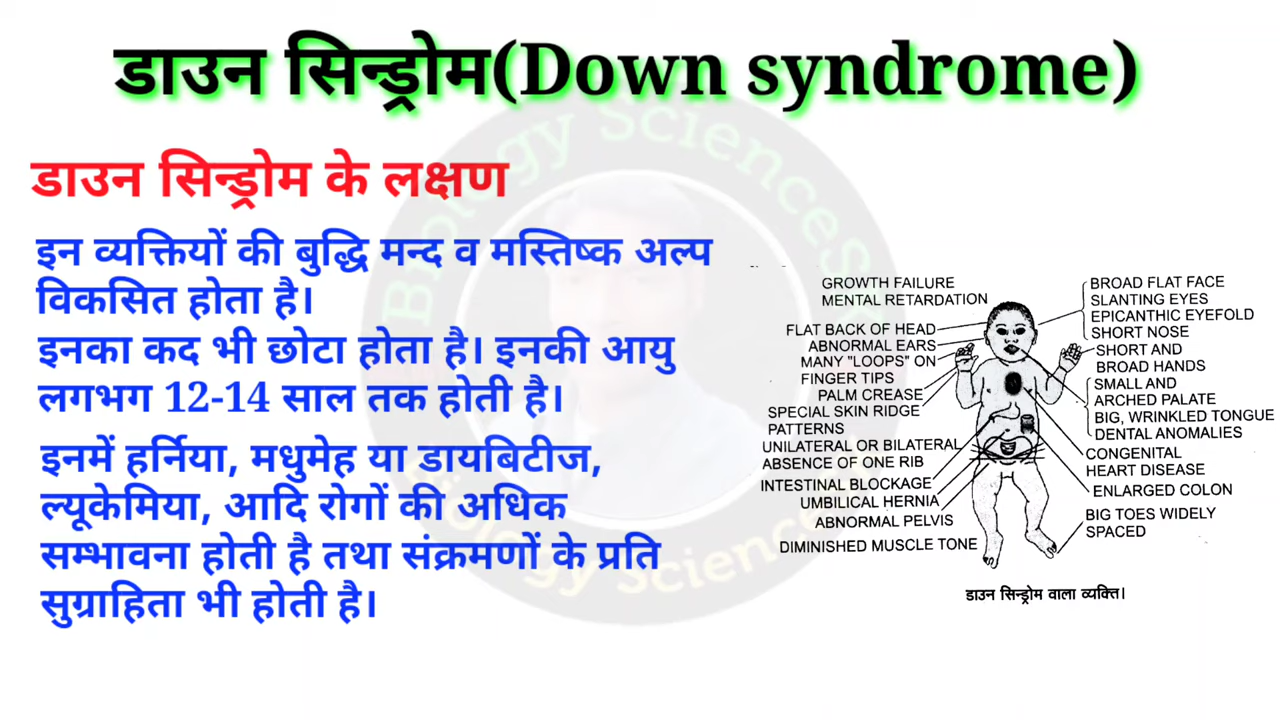 डाउन सिन्ड्रोम(Down syndrome)
डाउन सिन्ड्रोम के लक्षण
इन व्यक्तियों की बुद्धि मन्द व मस्तिष्क अल्प
विकसित होता है।
इनका कद भी छोटा होता है। इनकी आयु
लगभग 12-14 साल तक होती है।
इनमें हर्निया, मधुमेह या डायबिटीज,
ल्यूकेमिया, आदि रोगों की अधिक
सम्भावना होती है तथा संक्रमणों के प्रति
सुग्राहिता भी होती है।
GROWTH FAILURE
MENTAL RETARDATION
FLAT BACK OF HEAD
ABNORMAL EARS
MANY "LOOPS" ON
FINGER TIPS
PALM CREASE
SPECIAL SKIN RIDGE
PATTERNS
UNILATERAL OR BILATERAL
ABSENCE OF ONE RIB
INTESTINAL BLOCKAGE
UMBILICAL HERNIA
ABNORMAL PELVIS
DIMINISHED MUSCLE TONE
BROAD FLAT FACE
SLANTING EYES
EPICANTHIC EYEFOLD
SHORT NOSE
SHORT AND
BROAD HANDS
SMALL AND
ARCHED PALATE
BIG, WRINKLED TONGUE
DENTAL ANOMALIES
CONGENITAL
HEART DISEASE
ENLARGED COLON
BIG TOES WIDELY
SPACED
डाउन सिन्ड्रोम वाला व्यक्ति।
Biology ScienceSk
Biology Science